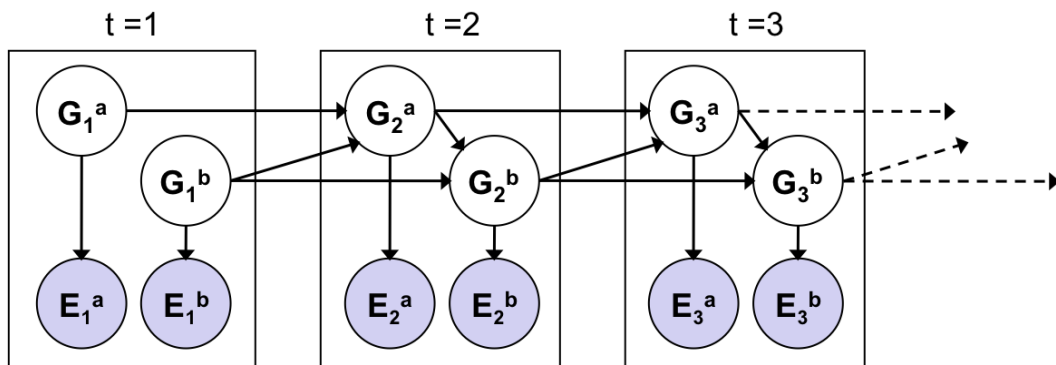 t =1 t =2 t =3
G₁ᵃ G₂ᵃ G₃ᵃ
G₁ᵇ G₂ᵇ G₃ᵇ
E₁ᵃ E₁ᵇ E₂ᵃ E₂ᵇ E₃ᵃ E₃ᵇ